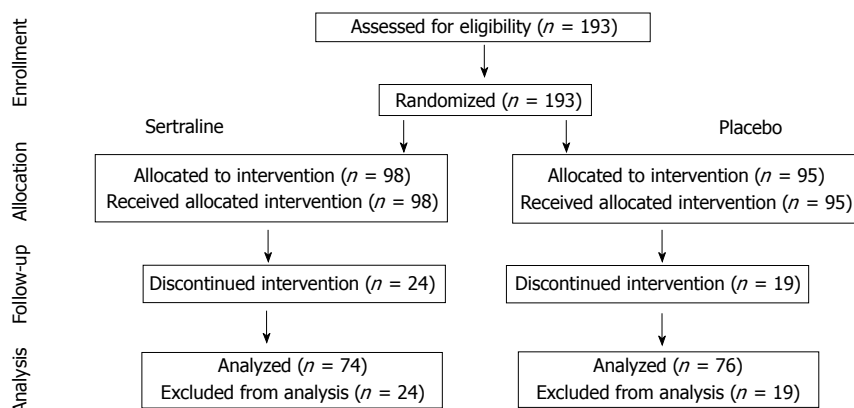 Enrollment
Assessed for eligibility (n = 193)
Randomized (n = 193)
Sertraline
Placebo
Allocation
Allocated to intervention (n = 98)
Received allocated intervention (n = 98)
Allocated to intervention (n = 95)
Received allocated intervention (n = 95)
Follow-up
Discontinued intervention (n = 24)
Discontinued intervention (n = 19)
Analysis
Analyzed (n = 74)
Excluded from analysis (n = 24)
Analyzed (n = 76)
Excluded from analysis (n = 19)